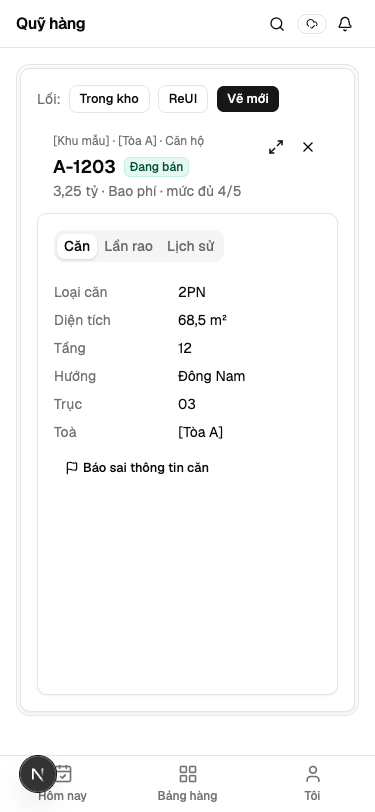 Quỹ hàng
Lối: Trong kho ReUI Vẽ mới
[Khu mẫu] · [Tòa A] · Căn hộ
A-1203 Đang bán
3,25 tỷ · Bao phí · mức đủ 4/5
Căn Lần rao Lịch sử
Loại căn 2PN
Diện tích 68,5 m²
Tầng 12
Hướng Đông Nam
Trục 03
Toà [Tòa A]
Báo sai thông tin căn
N
Hôm nay Bảng hàng Tôi